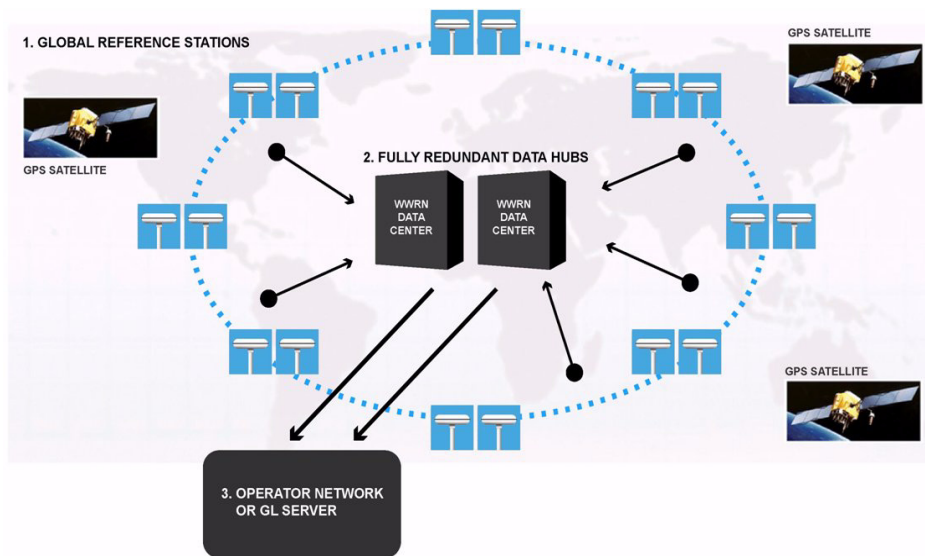 1. GLOBAL REFERENCE STATIONS
GPS SATELLITE
GPS SATELLITE
2. FULLY REDUNDANT DATA HUBS
WWRN
DATA
CENTER
WWRN
DATA
CENTER
GPS SATELLITE
3. OPERATOR NETWORK
OR GL SERVER